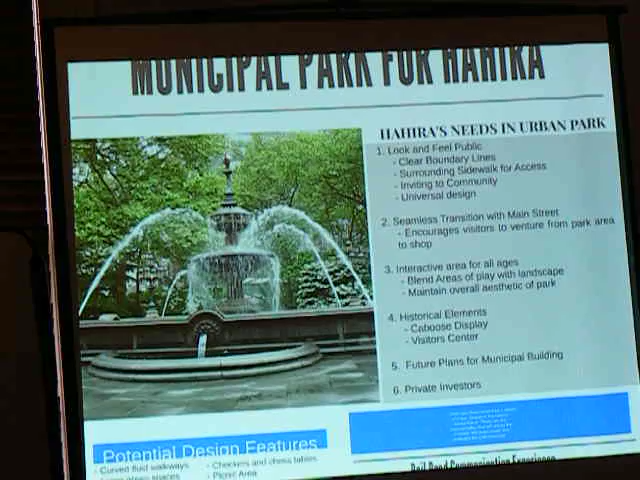 MUNICIPAL PARK FOR HAHIRA
HAHIRA'S NEEDS IN URBAN PARK
1. Look and Feel Public
- Clear Boundary Lines
- Surrounding Sidewalk for Access
- Inviting to Community
- Universal design
2. Seamless Transition with Main Street
- Encourages visitors to venture from park area
to shop
3. Interactive area for all ages
- Blend Areas of play with landscape
- Maintain overall aesthetic of park
4. Historical Elements
- Caboose Display
- Visitors Center
5. Future Plans for Municipal Building
6. Private Investors
Potential Design Features
- Curved fluid walkways
- Checkers and chess tables
- Picnic Area